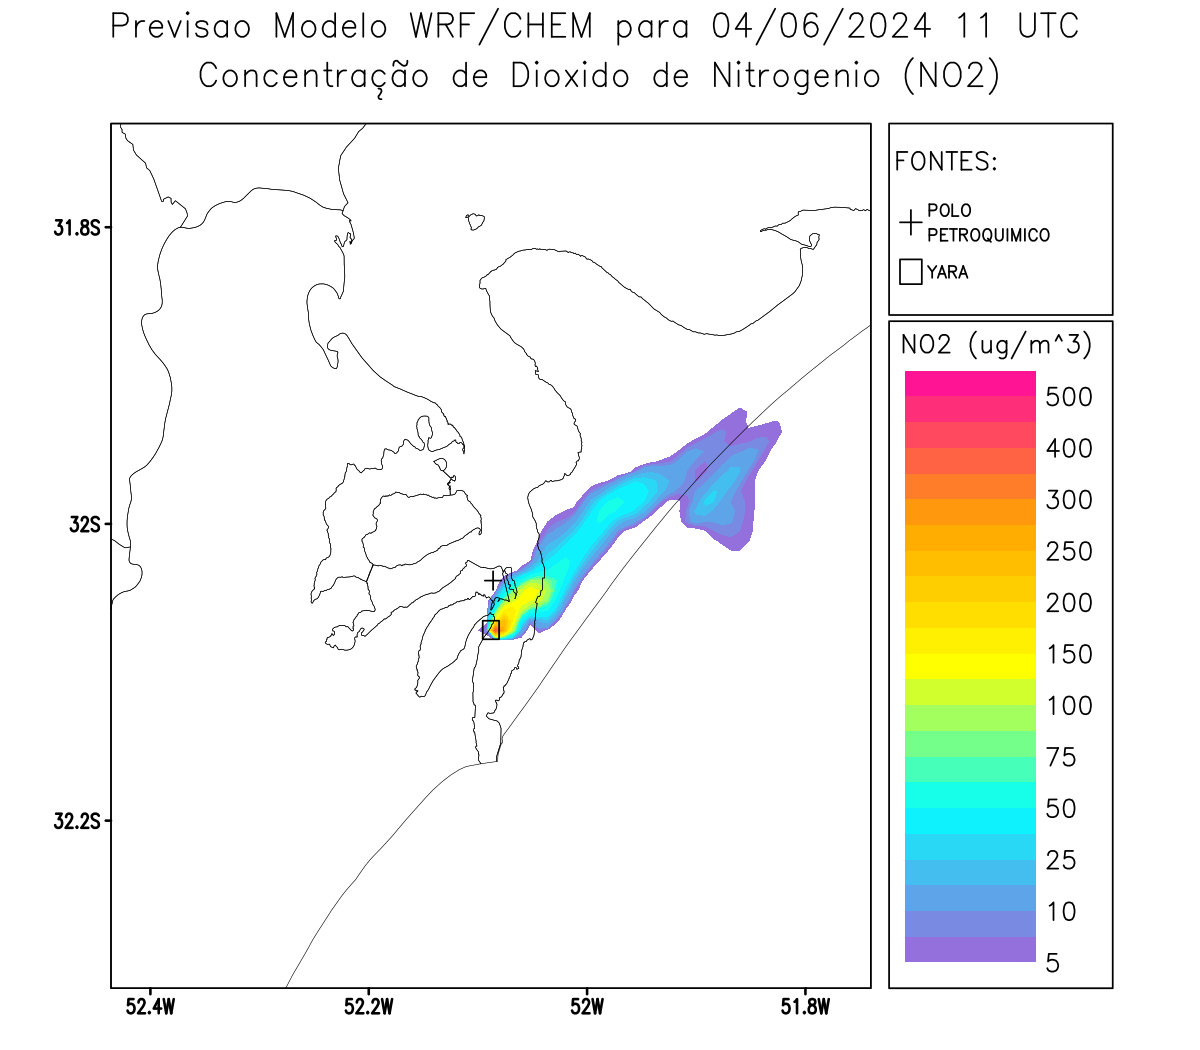 Previsao Modelo WRF/CHEM para 04/06/2024 11 UTC
Concentração de Dioxido de Nitrogenio (NO2)
FONTES:
POLO
PETROQUIMICO
YARA
31.8S
32S
32.2S
52.4W
52.2W
52W
51.8W
NO2 (ug/m^3)
500
400
300
250
200
150
100
75
50
25
10
5